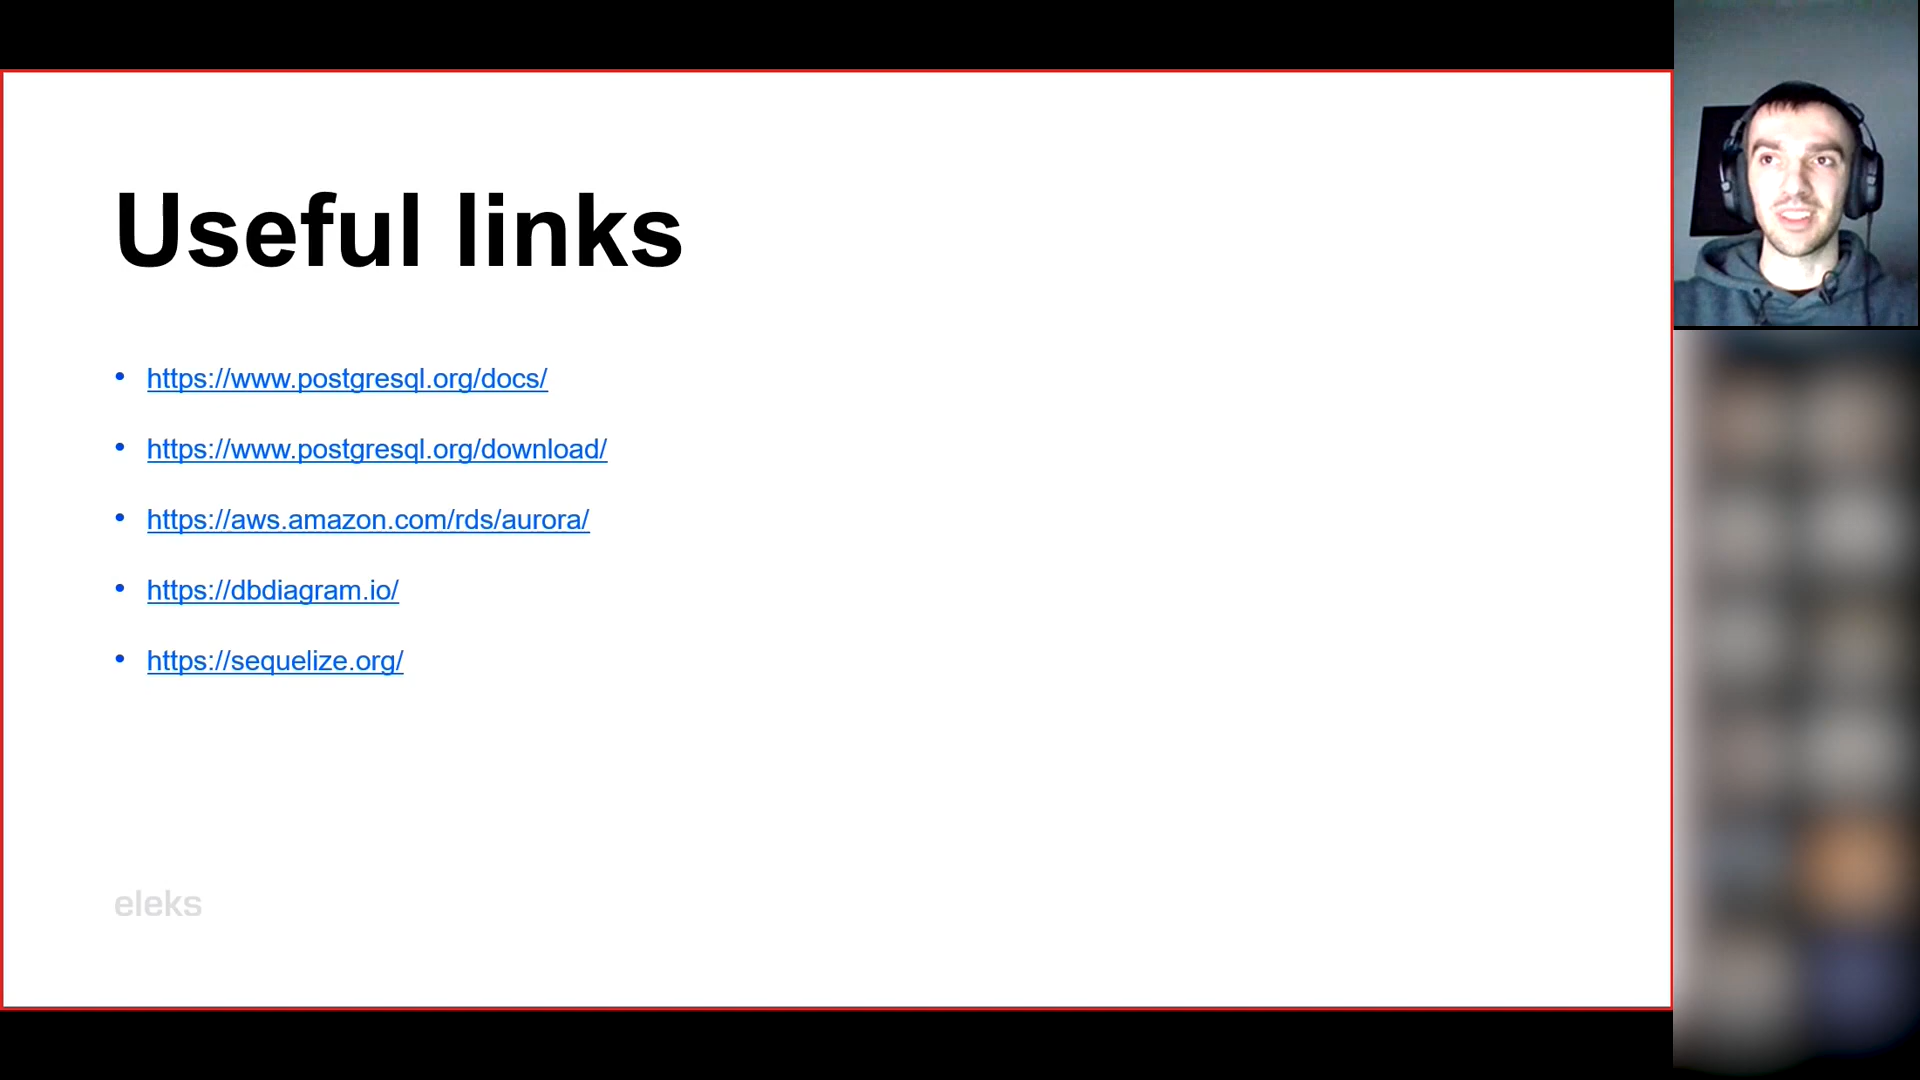 Useful links
• https://www.postgresql.org/docs/
• https://www.postgresql.org/download/
• https://aws.amazon.com/rds/aurora/
• https://dbdiagram.io/
• https://sequelize.org/
eleks